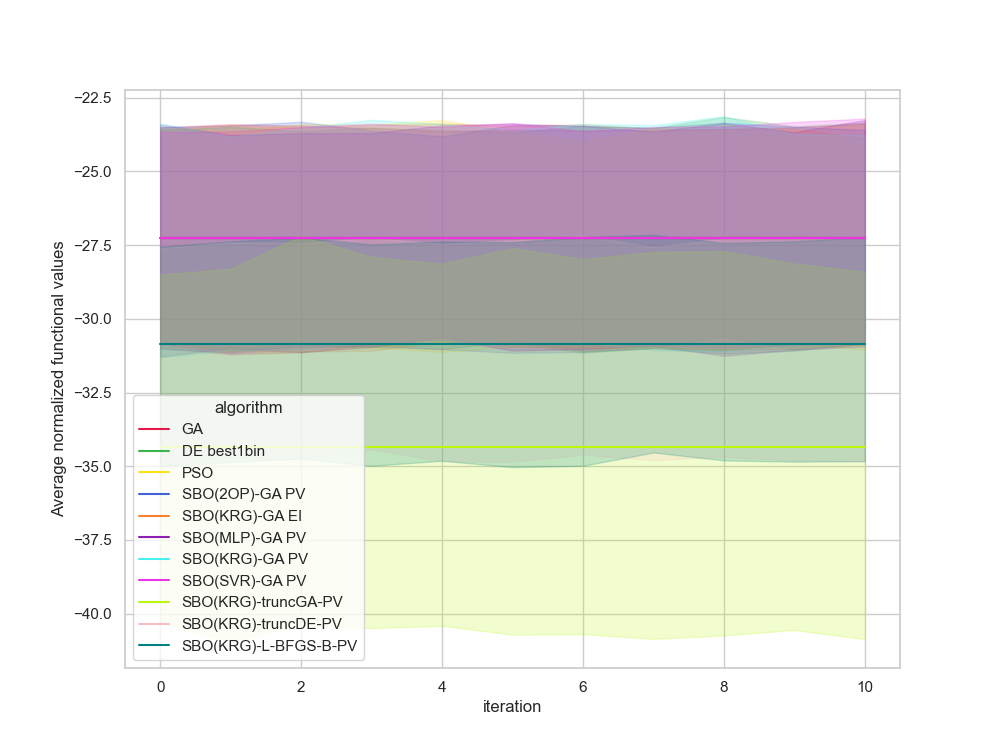 Average normalized functional values
−22.5
−25.0
−27.5
−30.0
−32.5
−35.0
−37.5
−40.0
algorithm
GA
DE best1bin
PSO
SBO(2OP)-GA PV
SBO(KRG)-GA EI
SBO(MLP)-GA PV
SBO(KRG)-GA PV
SBO(SVR)-GA PV
SBO(KRG)-truncGA-PV
SBO(KRG)-truncDE-PV
SBO(KRG)-L-BFGS-B-PV
0 2 4 6 8 10
iteration